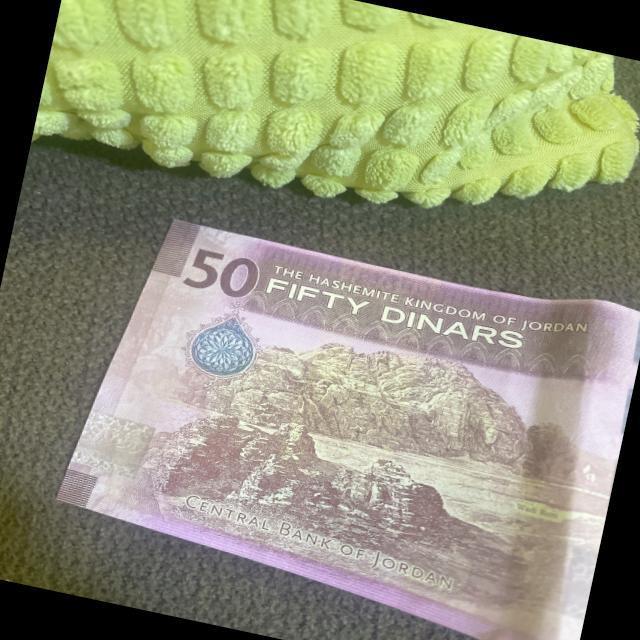 50
THE HASHEMITE KINGDOM OF JORDAN
FIFTY DINARS
CENTRAL BANK OF JORDAN